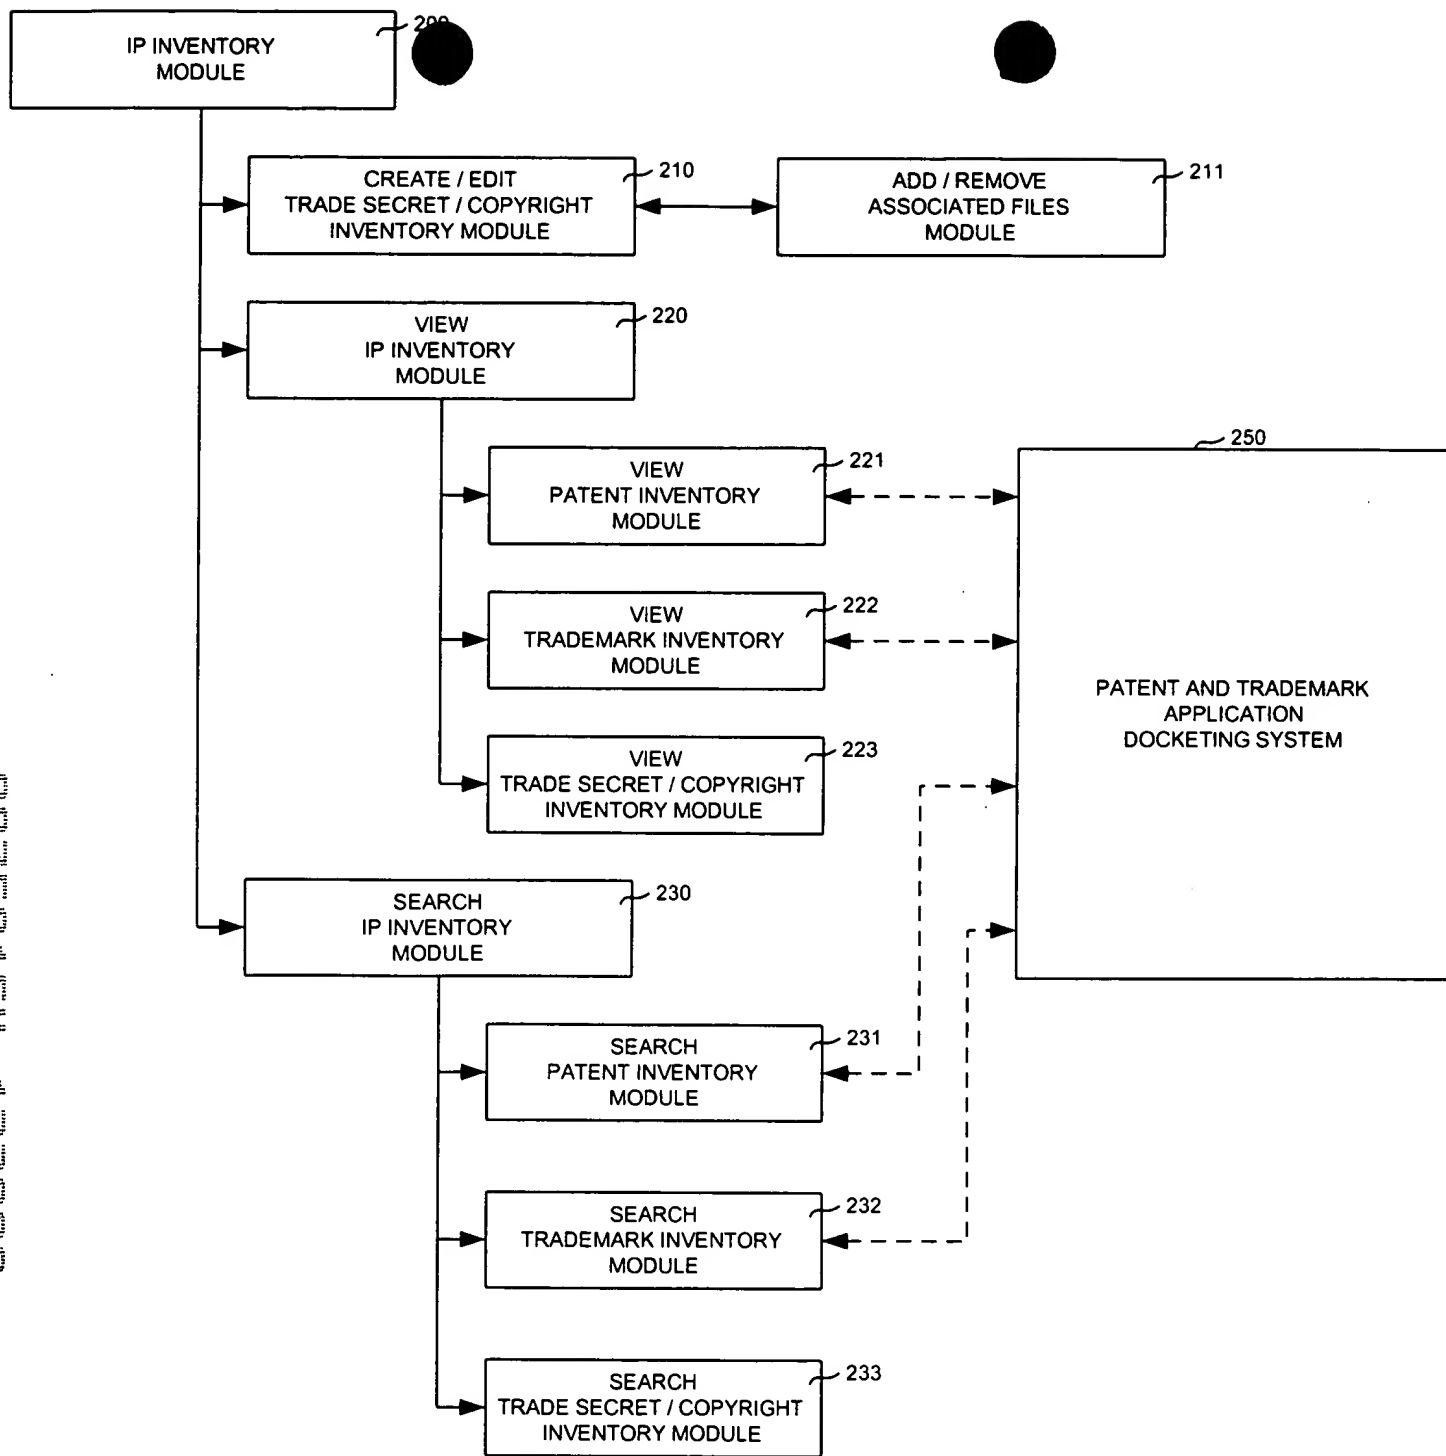 200
IP INVENTORY
MODULE
CREATE / EDIT
TRADE SECRET / COPYRIGHT
INVENTORY MODULE
210
ADD / REMOVE
ASSOCIATED FILES
MODULE
211
VIEW
IP INVENTORY
MODULE
220
VIEW
PATENT INVENTORY
MODULE
221
250
VIEW
TRADEMARK INVENTORY
MODULE
222
PATENT AND TRADEMARK
APPLICATION
DOCKETING SYSTEM
VIEW
TRADE SECRET / COPYRIGHT
INVENTORY MODULE
223
SEARCH
IP INVENTORY
MODULE
230
SEARCH
PATENT INVENTORY
MODULE
231
SEARCH
TRADEMARK INVENTORY
MODULE
232
SEARCH
TRADE SECRET / COPYRIGHT
INVENTORY MODULE
233